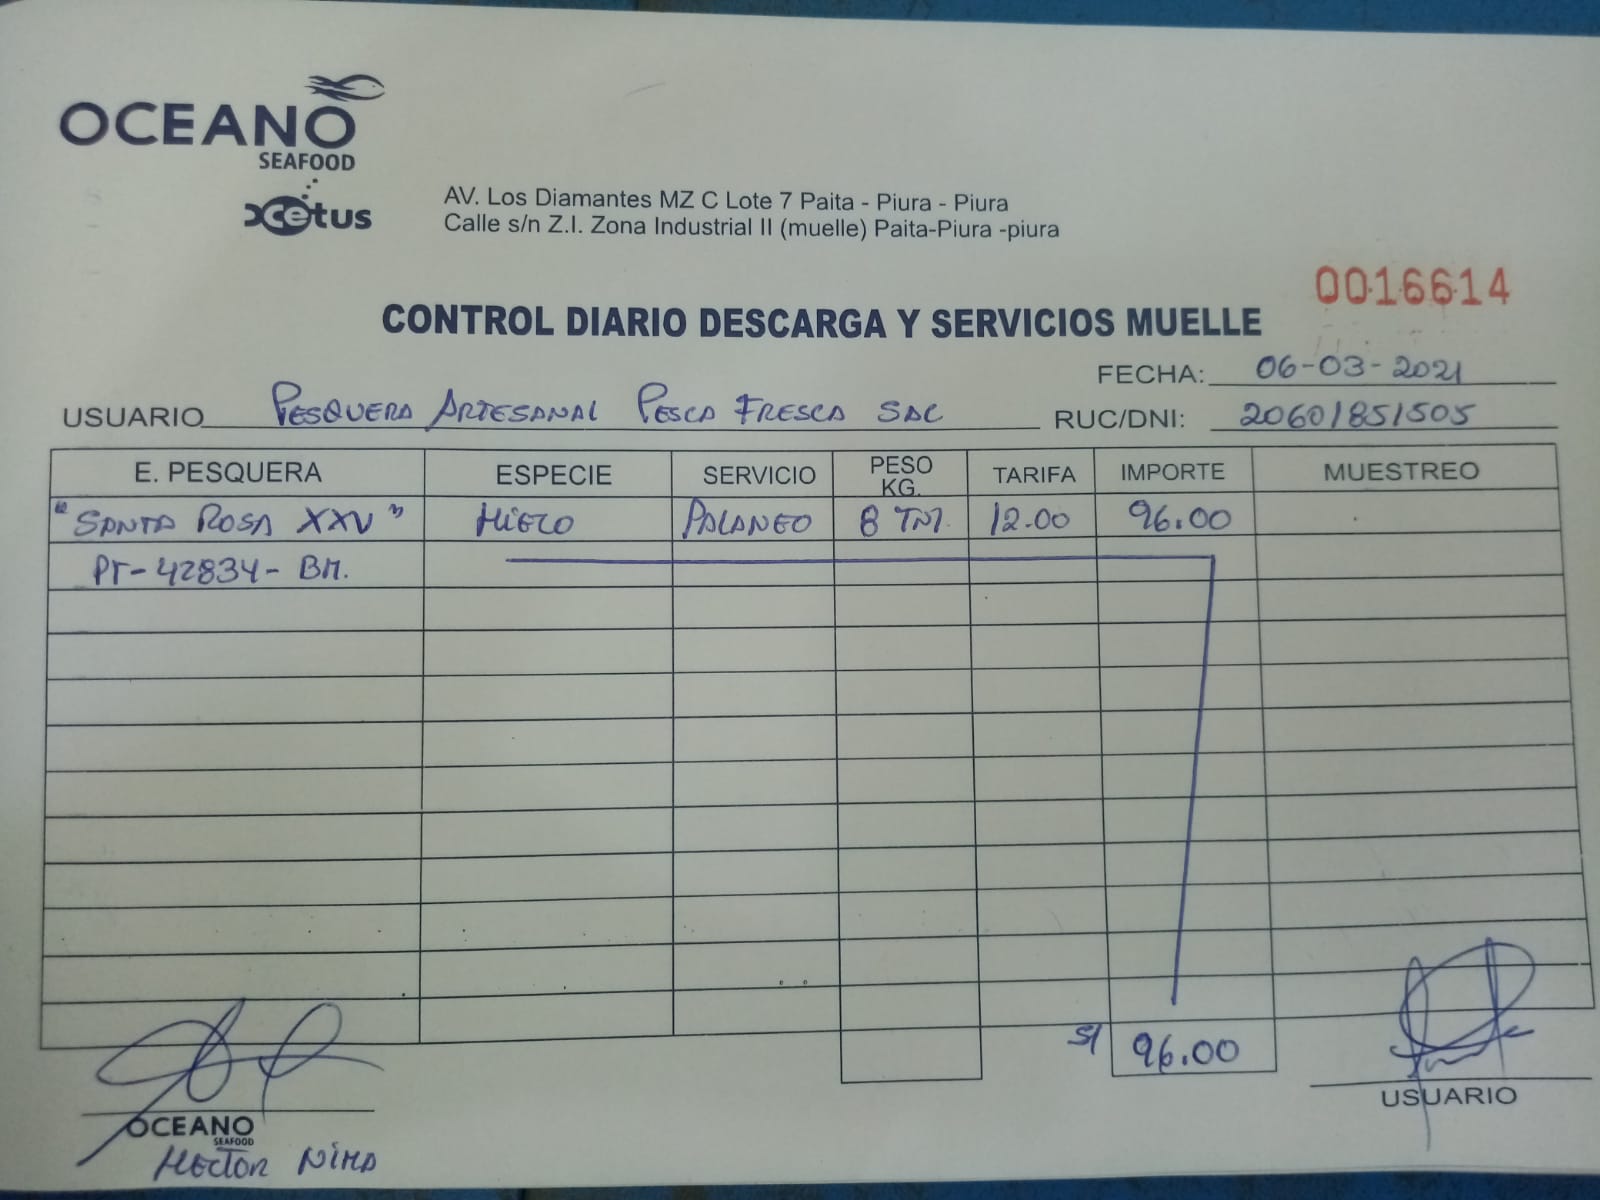 OCEANO
SEAFOOD
cetus
AV. Los Diamantes MZ C Lote 7 Paita - Piura - Piura
Calle s/n Z.I. Zona Industrial II (muelle) Paita-Piura -piura
0016614
CONTROL DIARIO DESCARGA Y SERVICIOS MUELLE
FECHA: 06-03-2021
USUARIO PESQUERA ARTESANAL PESCA FRESCA SAC RUC/DNI: 20601851505
E. PESQUERA ESPECIE SERVICIO PESO KG. TARIFA IMPORTE MUESTREO
"SANTA ROSA XXV" HiELO PALANEO 8 TM. 12.00 96.00
PT-42834-BM.
S/ 96.00
OCEANO
SEAFOOD
USUARIO
HECTOR NIMA